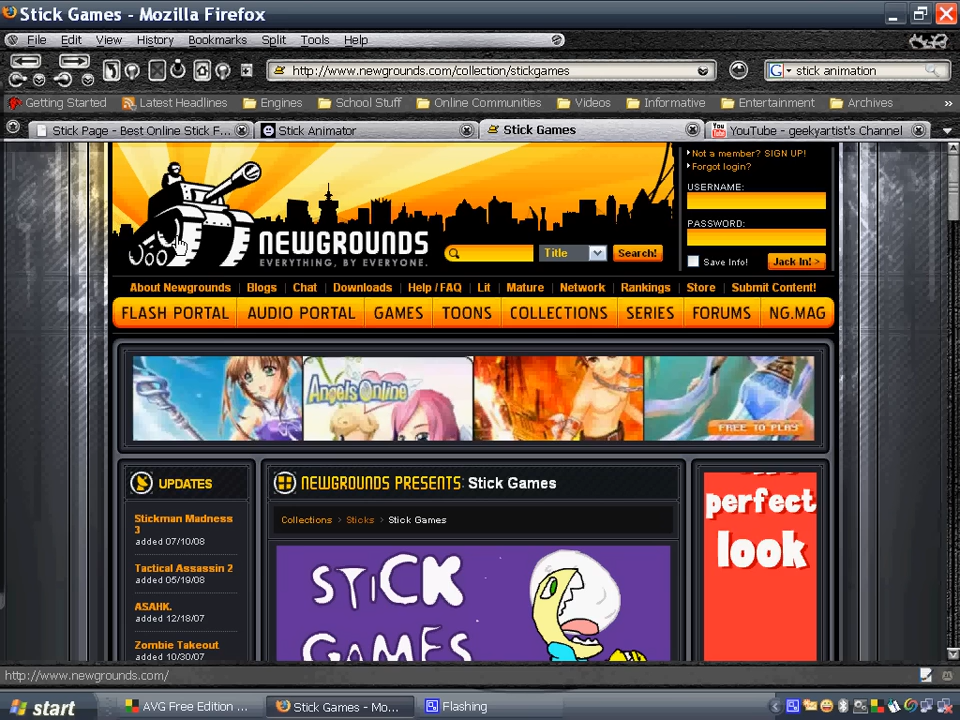 Stick Games - Mozilla Firefox
File Edit View History Bookmarks Split Tools Help
http://www.newgrounds.com/collection/stickgames
stick animation
Getting Started Latest Headlines Engines School Stuff Online Communities Videos Informative Entertainment Archives »
Stick Page - Best Online Stick F... Stick Animator Stick Games YouTube - geekyartist's Channel
Not a member? SIGN UP!
Forgot login?
USERNAME:
PASSWORD:
Save Info! Jack In! >
NEWGROUNDS
EVERYTHING, BY EVERYONE.
Title Search!
About Newgrounds Blogs Chat Downloads Help / FAQ Lit Mature Network Rankings Store Submit Content!
FLASH PORTAL AUDIO PORTAL GAMES TOONS COLLECTIONS SERIES FORUMS NG.MAG
Angels Online
FREE TO PLAY
UPDATES
Stickman Madness
3
added 07/10/08
Tactical Assassin 2
added 05/19/08
ASAHK.
added 12/18/07
Zombie Takeout
added 10/30/07
NEWGROUNDS PRESENTS: Stick Games
Collections > Sticks > Stick Games
STICK
GAMES
perfect
look
http://www.newgrounds.com/
start AVG Free Edition ... Stick Games - Mo... Flashing